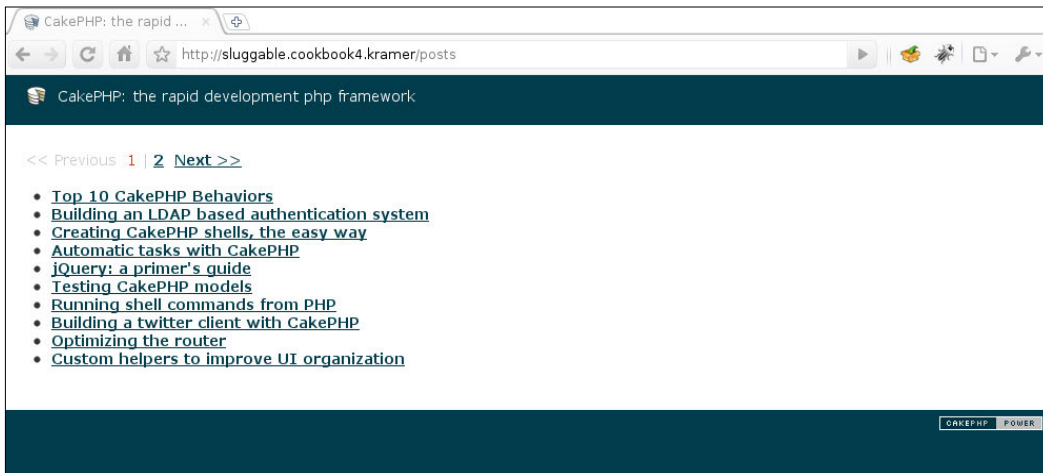 CakePHP: the rapid ...
http://sluggable.cookbook4.kramer/posts
CakePHP: the rapid development php framework
<< Previous 1 | 2 Next >>
Top 10 CakePHP Behaviors
Building an LDAP based authentication system
Creating CakePHP shells, the easy way
Automatic tasks with CakePHP
jQuery: a primer's guide
Testing CakePHP models
Running shell commands from PHP
Building a twitter client with CakePHP
Optimizing the router
Custom helpers to improve UI organization
CAKEPHP POWER